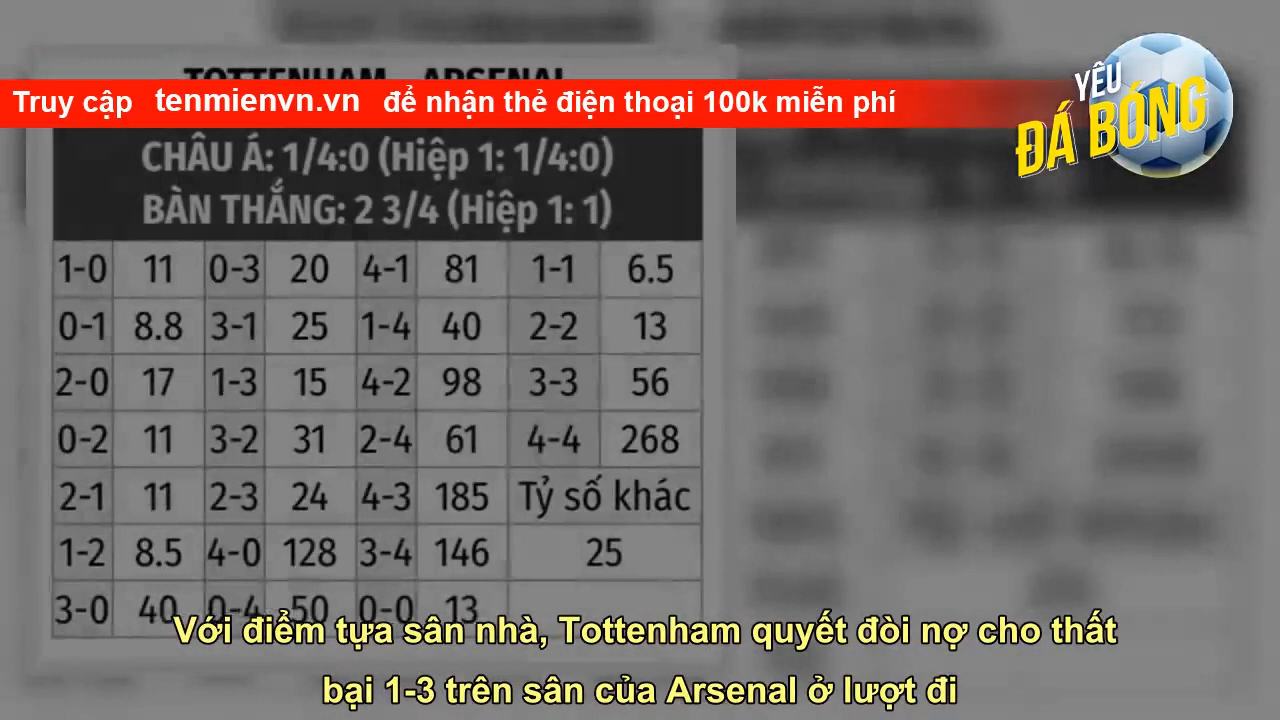 TOTTENHAM - ARSENAL
Truy cập tenmienvn.vn để nhận thẻ điện thoại 100k miễn phí
YÊU
ĐÁ BÓNG
CHÂU Á: 1/4:0 (Hiệp 1: 1/4:0)
BÀN THẮNG: 2 3/4 (Hiệp 1: 1)
1-0 11 0-3 20 4-1 81 1-1 6.5
0-1 8.8 3-1 25 1-4 40 2-2 13
2-0 17 1-3 15 4-2 98 3-3 56
0-2 11 3-2 31 2-4 61 4-4 268
2-1 11 2-3 24 4-3 185 Tỷ số khác
1-2 8.5 4-0 128 3-4 146 25
3-0 40 0-4 50 0-0 13
Với điểm tựa sân nhà, Tottenham quyết đòi nợ cho thất
bại 1-3 trên sân của Arsenal ở lượt đi